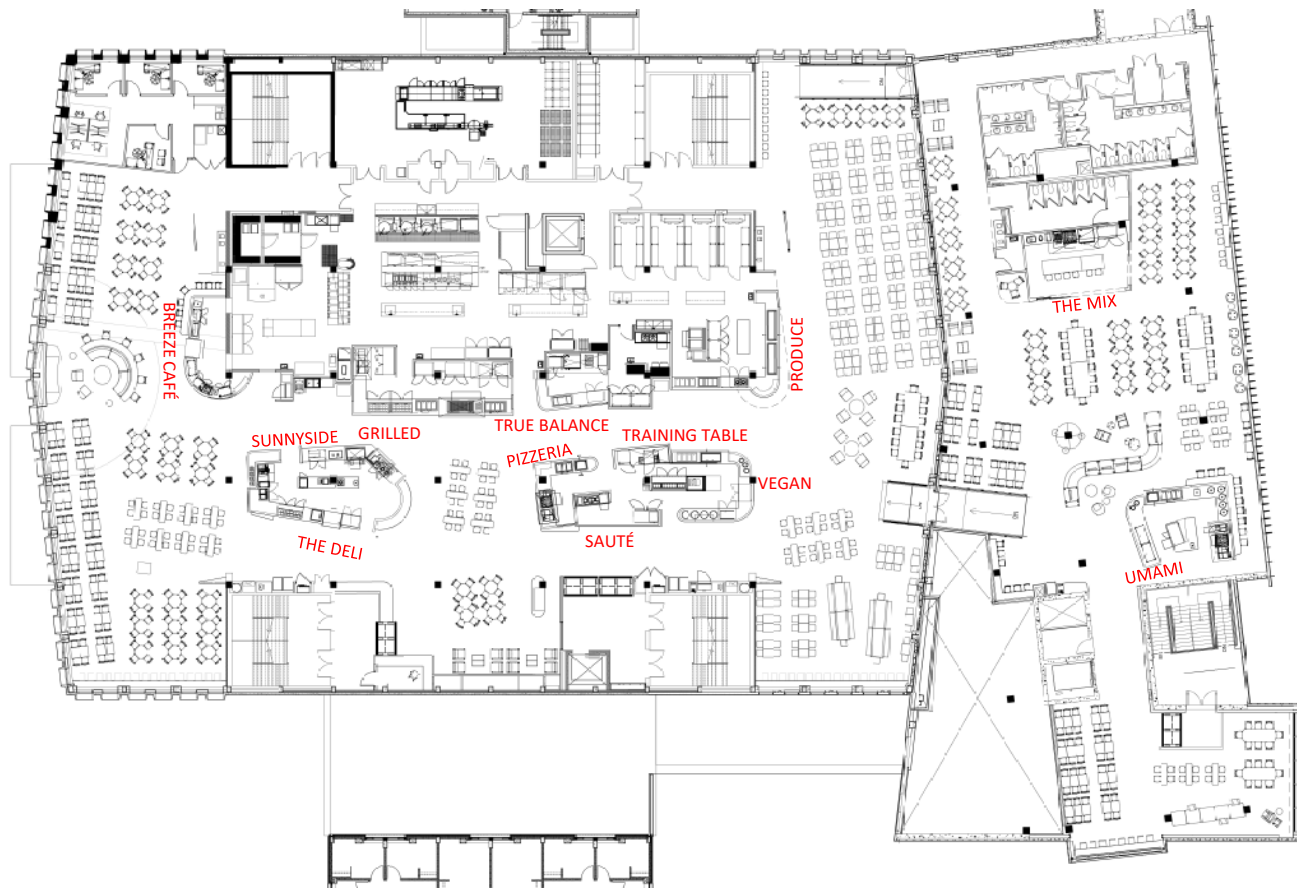 THE MIX
BREEZE CAFÉ
PRODUCE
TRUE BALANCE
GRILLED
SUNNYSIDE
TRAINING TABLE
PIZZERIA
VEGAN
THE DELI
SAUTÉ
UMAMI